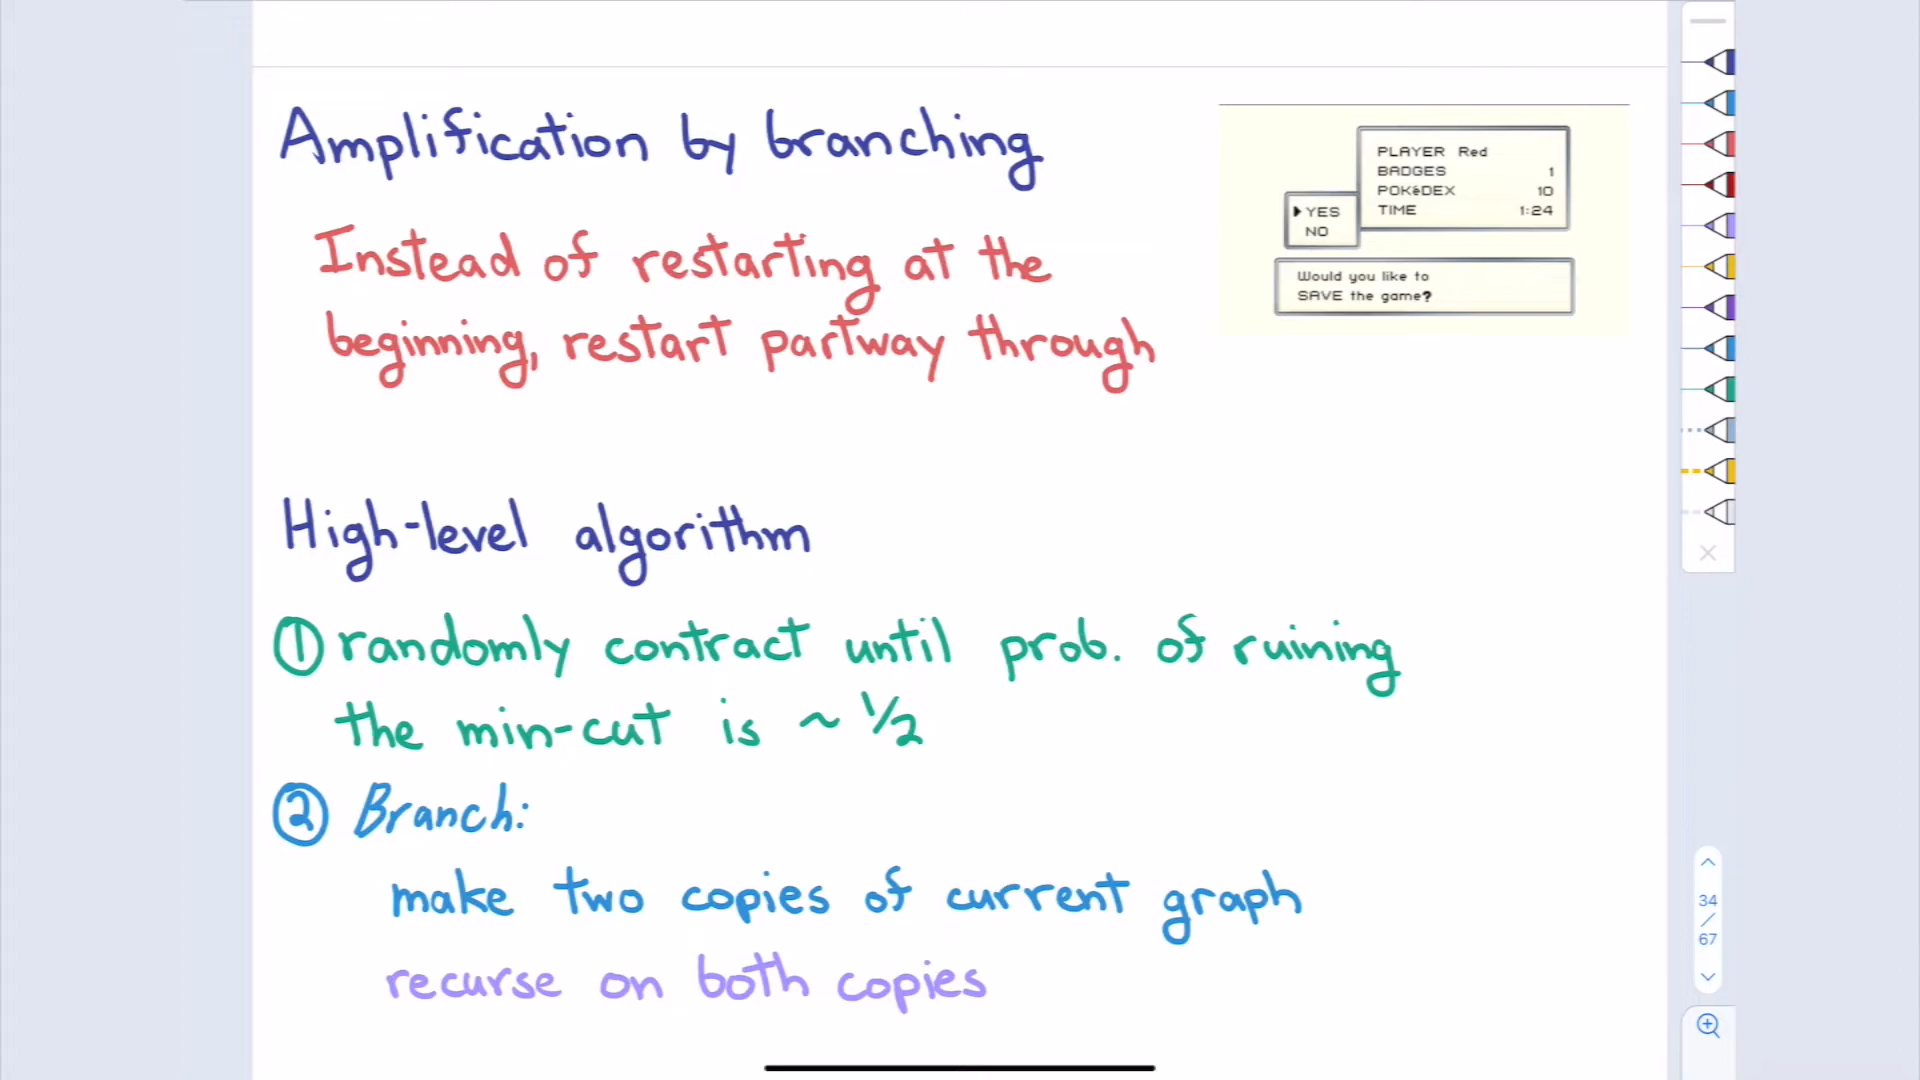 Amplification by branching
Instead of restarting at the
beginning, restart partway through
PLAYER Red
BADGES 1
POKéDEX 10
TIME 1:24
▶YES
NO
Would you like to
SAVE the game?
High-level algorithm
① randomly contract until prob. of ruining
the min-cut is ~ 1/2
② Branch:
make two copies of current graph
recurse on both copies
34
/
67